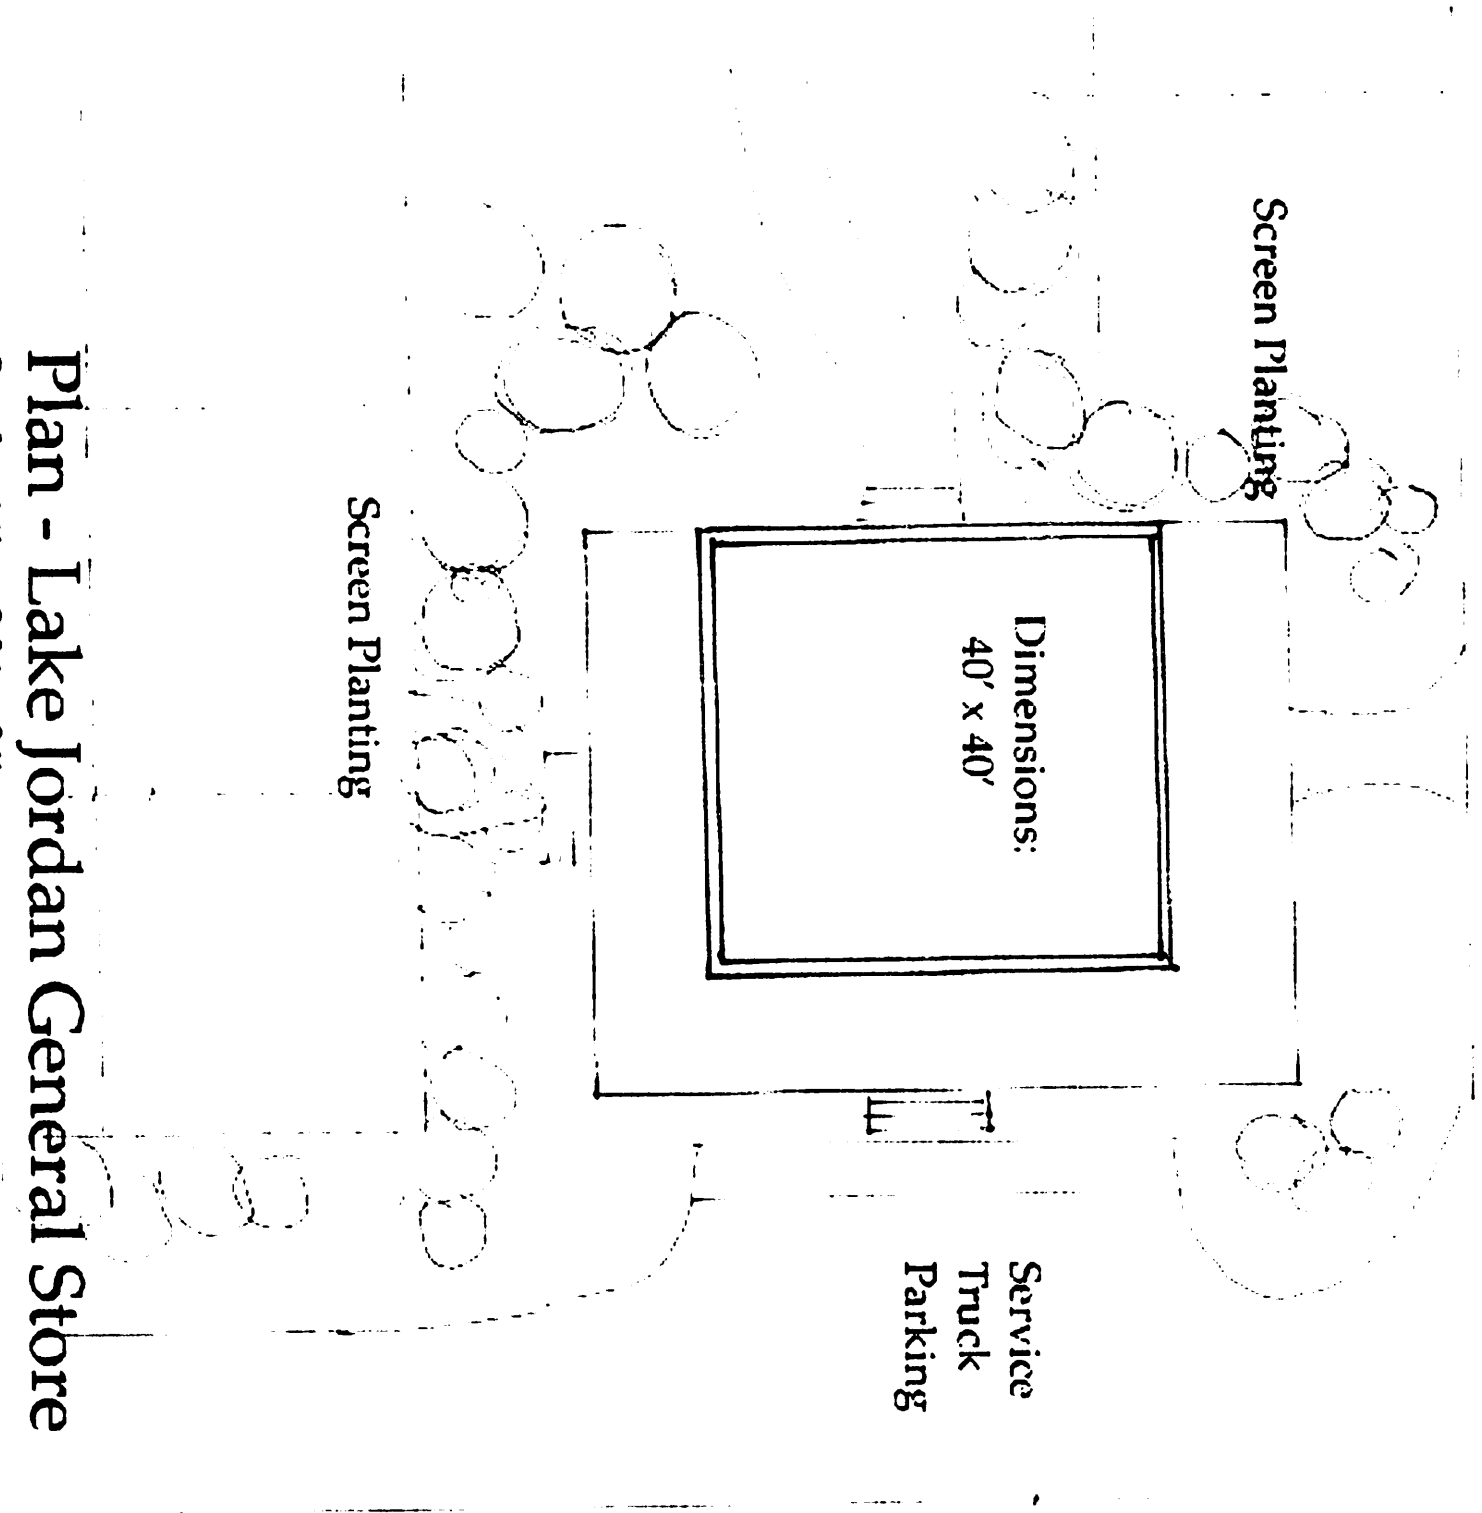 Screen Planting
Dimensions:
40' x 40'
Service
Truck
Parking
Screen Planting
Plan - Lake Jordan General Store